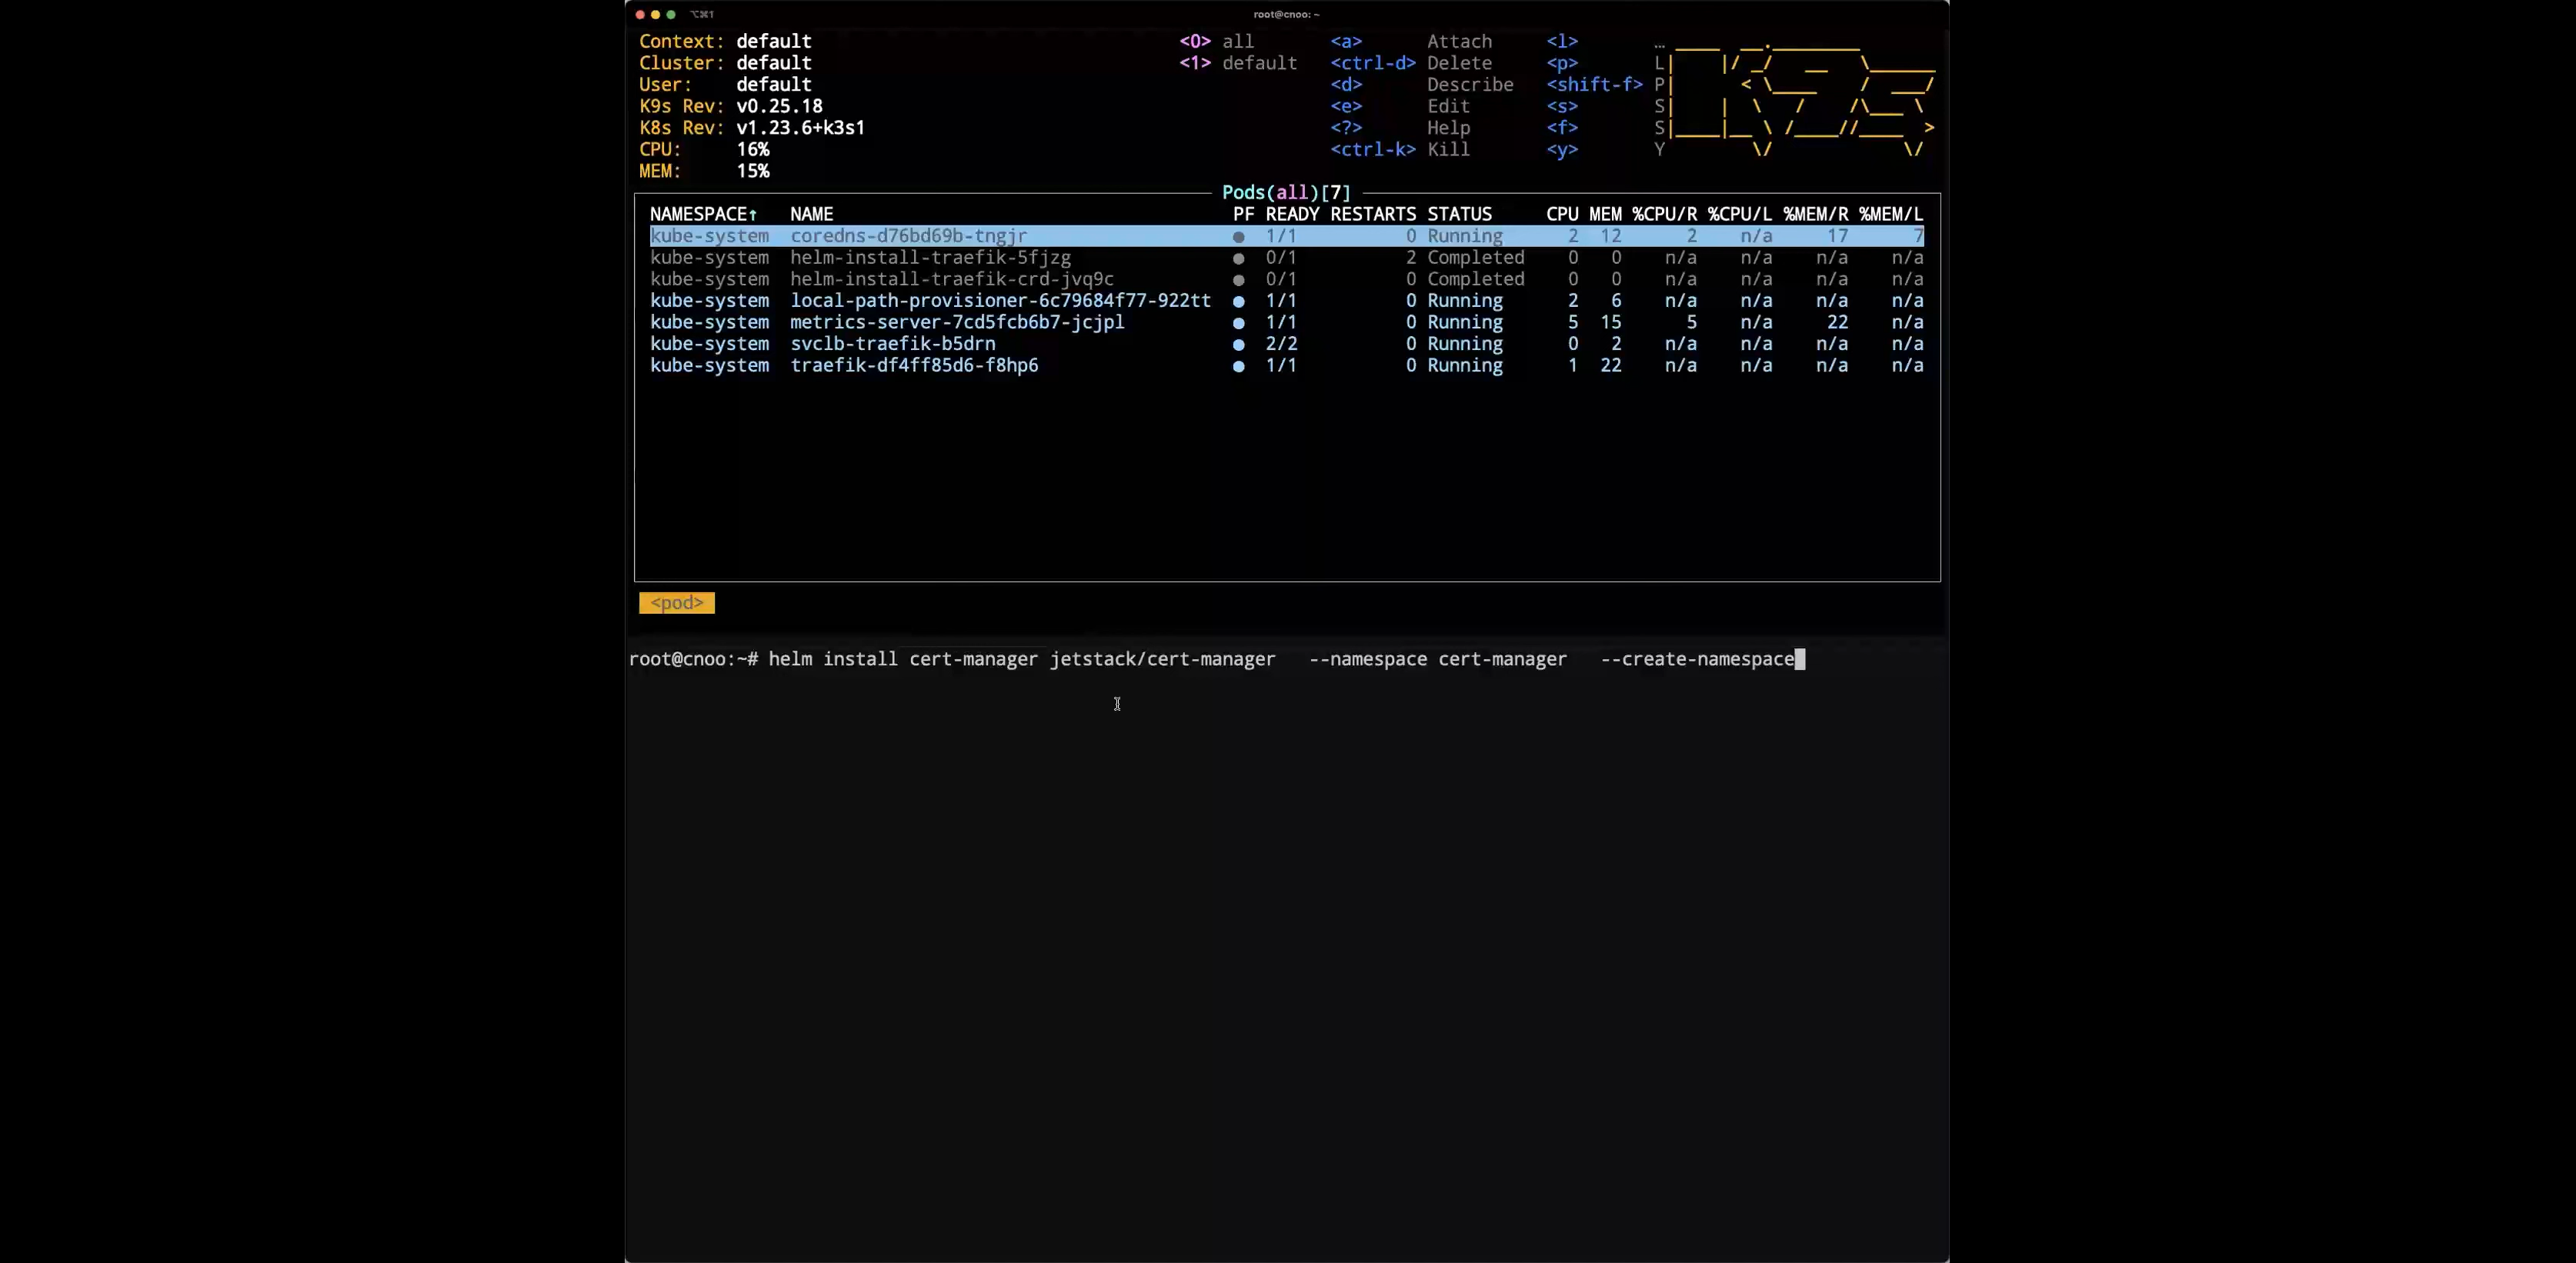 ⌥⌘1 root@cnoo: ~
Context: default <0> all <a> Attach <l> …
Cluster: default <1> default <ctrl-d> Delete <p> L
User: default <d> Describe <shift-f> P
K9s Rev: v0.25.18 <e> Edit <s> S
K8s Rev: v1.23.6+k3s1 <?> Help <f> S
CPU: 16% <ctrl-k> Kill <y> Y
MEM: 15%
Pods(all)[7]
NAMESPACE↑ NAME PF READY RESTARTS STATUS CPU MEM %CPU/R %CPU/L %MEM/R %MEM/L
kube-system coredns-d76bd69b-tngjr ● 1/1 0 Running 2 12 2 n/a 17 7
kube-system helm-install-traefik-5fjzg ● 0/1 2 Completed 0 0 n/a n/a n/a n/a
kube-system helm-install-traefik-crd-jvq9c ● 0/1 0 Completed 0 0 n/a n/a n/a n/a
kube-system local-path-provisioner-6c79684f77-922tt ● 1/1 0 Running 2 6 n/a n/a n/a n/a
kube-system metrics-server-7cd5fcb6b7-jcjpl ● 1/1 0 Running 5 15 5 n/a 22 n/a
kube-system svclb-traefik-b5drn ● 2/2 0 Running 0 2 n/a n/a n/a n/a
kube-system traefik-df4ff85d6-f8hp6 ● 1/1 0 Running 1 22 n/a n/a n/a n/a
<pod>
root@cnoo:~# helm install cert-manager jetstack/cert-manager --namespace cert-manager --create-namespace